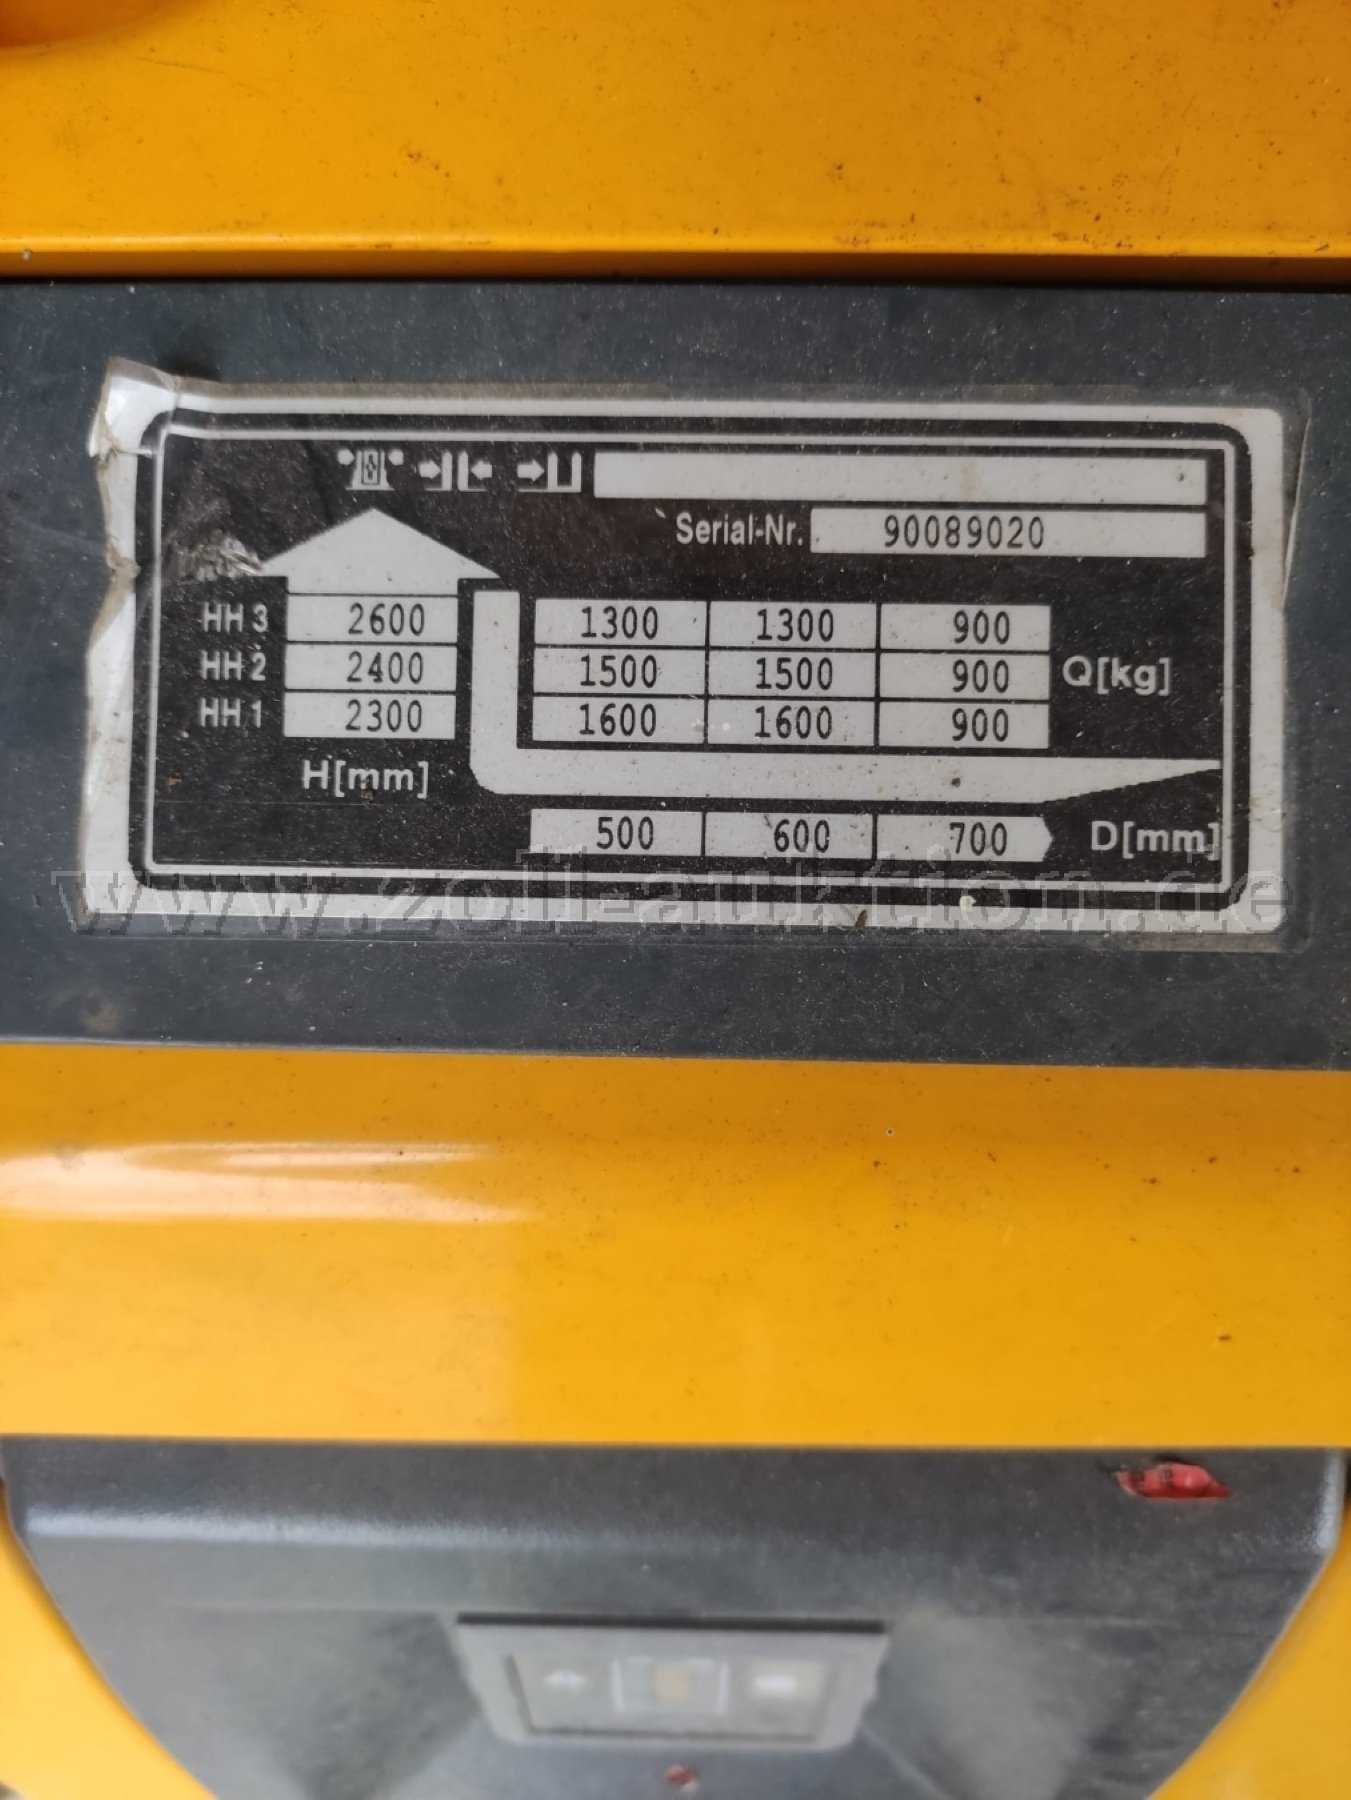 Serial-Nr. 90089020
HH 3 2600 1300 1300 900
HH 2 2400 1500 1500 900 Q[kg]
HH 1 2300 1600 1600 900
H[mm]
500 600 700 D[mm]
www.zoll-auktion.de